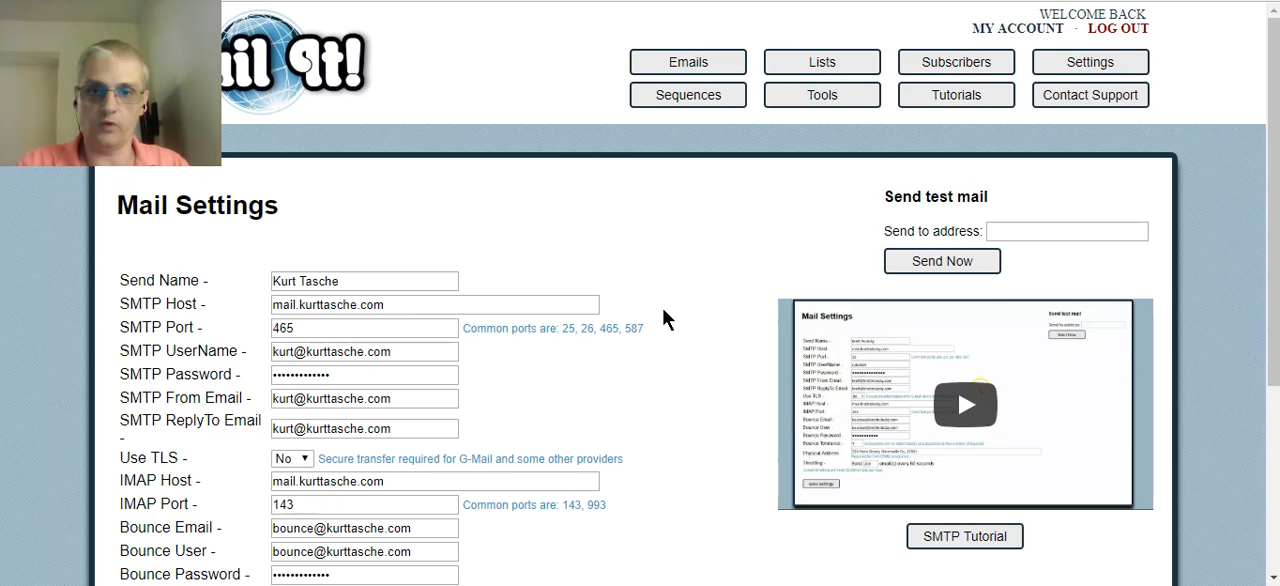 il It!
WELCOME BACK
MY ACCOUNT · LOG OUT
Emails Lists Subscribers Settings
Sequences Tools Tutorials Contact Support
Mail Settings
Send test mail
Send to address:
Send Now
Send Name - Kurt Tasche
SMTP Host - mail.kurttasche.com
SMTP Port - 465 Common ports are: 25, 26, 465, 587
SMTP UserName - kurt@kurttasche.com
SMTP Password - •••••••••••••
SMTP From Email - kurt@kurttasche.com
SMTP ReplyTo Email - kurt@kurttasche.com
Use TLS - No Secure transfer required for G-Mail and some other providers
IMAP Host - mail.kurttasche.com
IMAP Port - 143 Common ports are: 143, 993
Bounce Email - bounce@kurttasche.com
Bounce User - bounce@kurttasche.com
Bounce Password - •••••••••••••
Mail Settings
Send test mail
SMTP Tutorial